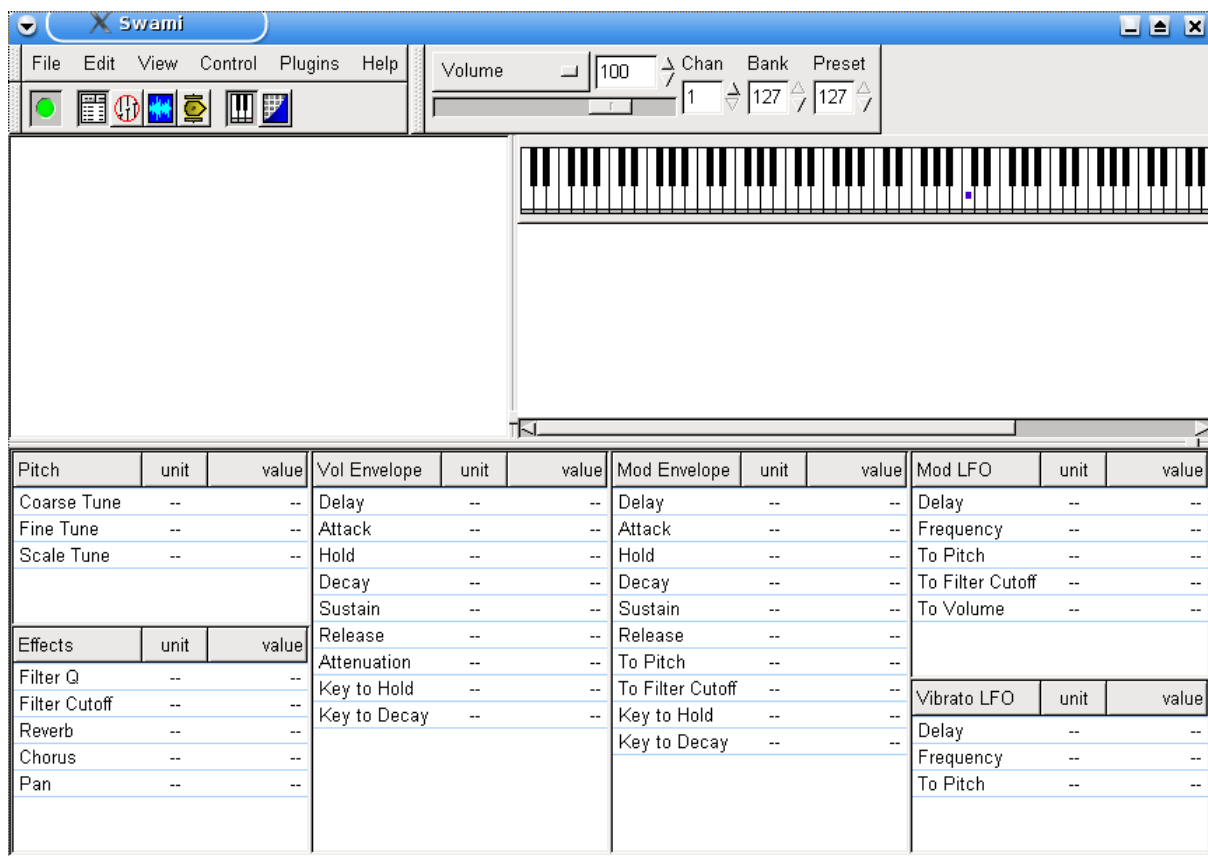 Swami
File Edit View Control Plugins Help
Volume 100 Chan Bank Preset
1 127 127
Pitch unit value
Coarse Tune -- --
Fine Tune -- --
Scale Tune -- --
Effects unit value
Filter Q -- --
Filter Cutoff -- --
Reverb -- --
Chorus -- --
Pan -- --
Vol Envelope unit value
Delay -- --
Attack -- --
Hold -- --
Decay -- --
Sustain -- --
Release -- --
Attenuation -- --
Key to Hold -- --
Key to Decay -- --
Mod Envelope unit value
Delay -- --
Attack -- --
Hold -- --
Decay -- --
Sustain -- --
Release -- --
To Pitch -- --
To Filter Cutoff -- --
Key to Hold -- --
Key to Decay -- --
Mod LFO unit value
Delay -- --
Frequency -- --
To Pitch -- --
To Filter Cutoff -- --
To Volume -- --
Vibrato LFO unit value
Delay -- --
Frequency -- --
To Pitch -- --